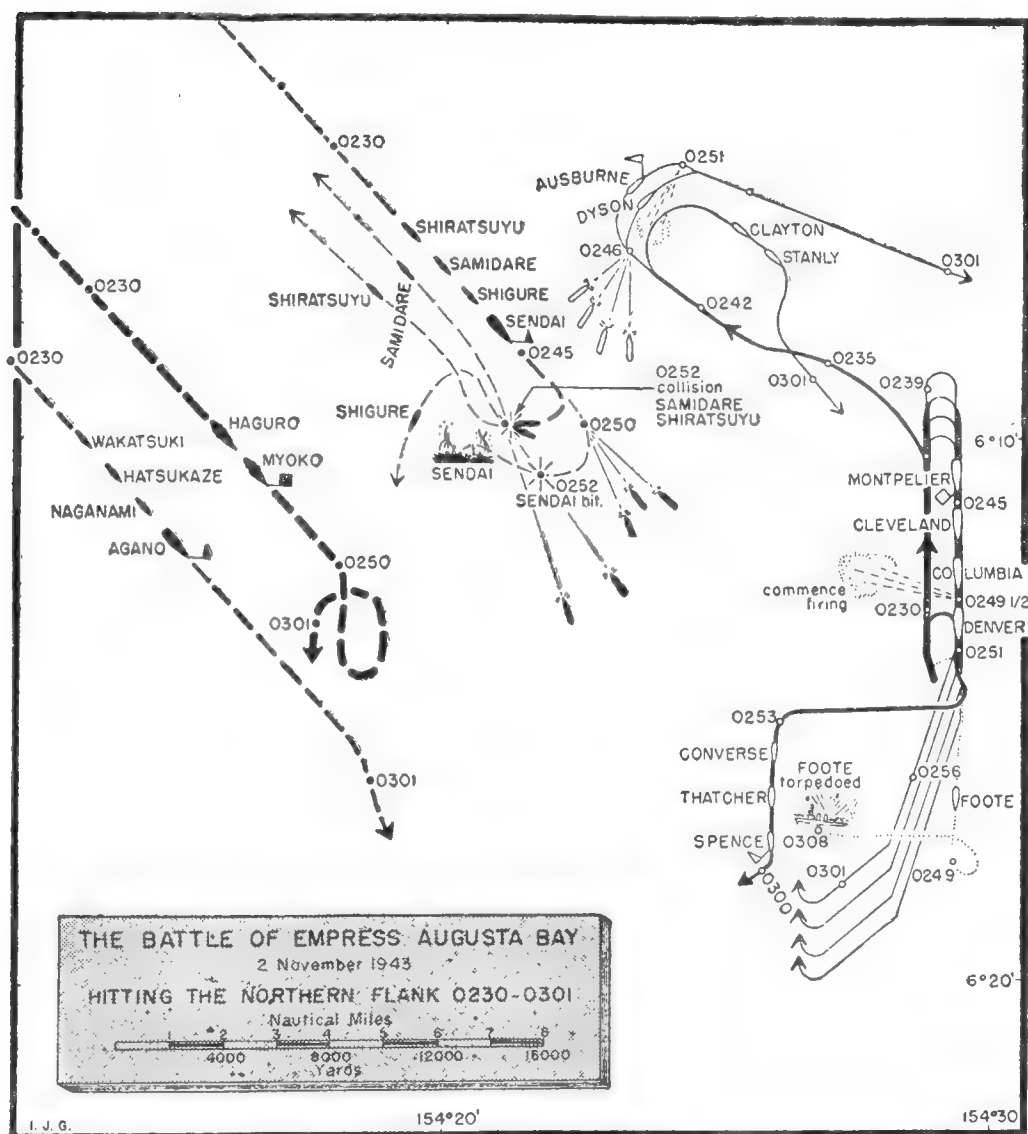 0230
0230
0230
SHIRATSUYU
SAMIDARE
SHIGURE
SENDAI
0245
SHIRATSUYU
SAMIDARE
SHIGURE
SENDAI
0252
collision
SAMIDARE
SHIRATSUYU
0250
0252
SENDAI hit.
HAGURO
MYOKO
WAKATSUKI
HATSUKAZE
NAGANAMI
AGANO
0250
0301
0301
AUSBURNE
DYSON
0251
0246
CLAYTON
STANLY
0301
0242
0235
0301
0239
6°10'
MONTPELIER
0245
CLEVELAND
COLUMBIA
commence
firing
0230
0249 1/2
DENVER
0251
0253
CONVERSE
THATCHER
SPENCE
0300
FOOTE
torpedoed
0308
0256
FOOTE
0249
0301
6°20'
THE BATTLE OF EMPRESS AUGUSTA BAY
2 November 1943
HITTING THE NORTHERN FLANK 0230-0301
Nautical Miles
1 2 3 4 5 6 7 8
4000 8000 12000 16000
Yards
I. J. G.
154°20'
154°30'